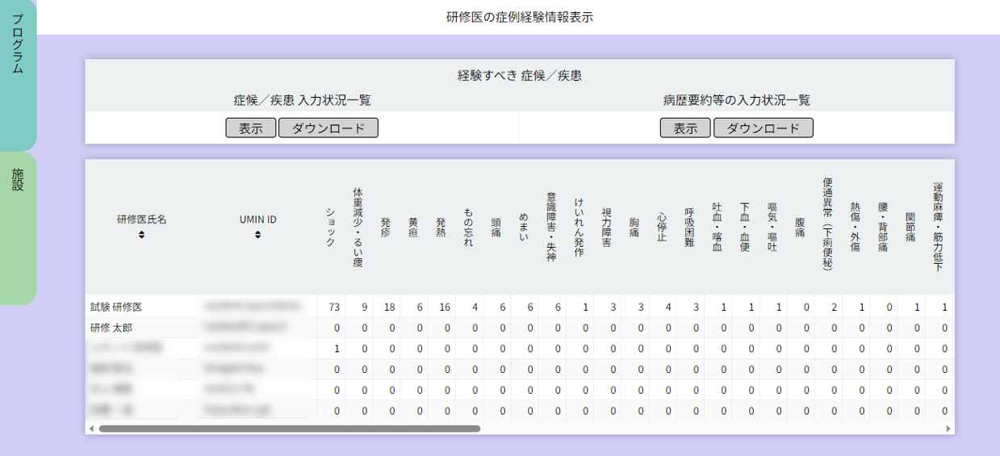 研修医の症例経験情報表示
プログラム
施設
経験すべき 症候／疾患
症候／疾患 入力状況一覧
病歴要約等の入力状況一覧
表示 ダウンロード
表示 ダウンロード
研修医氏名
UMIN ID
ショック
体重減少・るい痩
発疹
黄疸
発熱
もの忘れ
頭痛
めまい
意識障害・失神
けいれん発作
視力障害
胸痛
心停止
呼吸困難
吐血・喀血
下血・血便
嘔気・嘔吐
腹痛
便通異常（下痢便秘）
熱傷・外傷
腰・背部痛
関節痛
運動麻痺・筋力低下
試験 研修医 73 9 18 6 16 4 6 6 6 1 3 3 4 3 1 1 1 0 2 1 0 1 1
研修 太郎 0 0 0 0 0 0 0 0 0 0 0 0 0 0 0 0 0 0 0 0 0 0 0
1 0 0 0 0 0 0 0 0 0 0 0 0 0 0 0 0 0 0 0 0 0 0
0 0 0 0 0 0 0 0 0 0 0 0 0 0 0 0 0 0 0 0 0 0 0
0 0 0 0 0 0 0 0 0 0 0 0 0 0 0 0 0 0 0 0 0 0 0
0 0 0 0 0 0 0 0 0 0 0 0 0 0 0 0 0 0 0 0 0 0 0